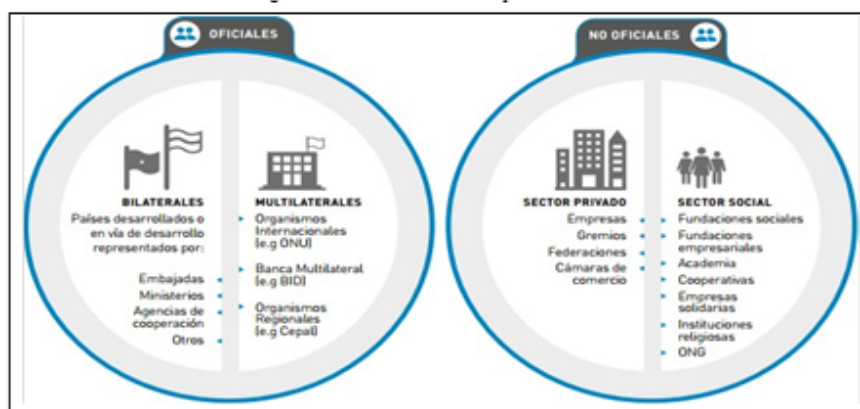 OFICIALES
BILATERALES
Países desarrollados o
en vía de desarrollo
representados por:
Embajadas
Ministerios
Agencias de
cooperación
Otros
MULTILATERALES
Organismos
Internacionales
(e.g ONU)
Banca Multilateral
(e.g BID)
Organismos
Regionales
(e.g Cepal)
NO OFICIALES
SECTOR PRIVADO
Empresas
Gremios
Federaciones
Cámaras de
comercio
SECTOR SOCIAL
Fundaciones sociales
Fundaciones
empresariales
Academia
Cooperativas
Empresas
solidarias
Instituciones
religiosas
ONG